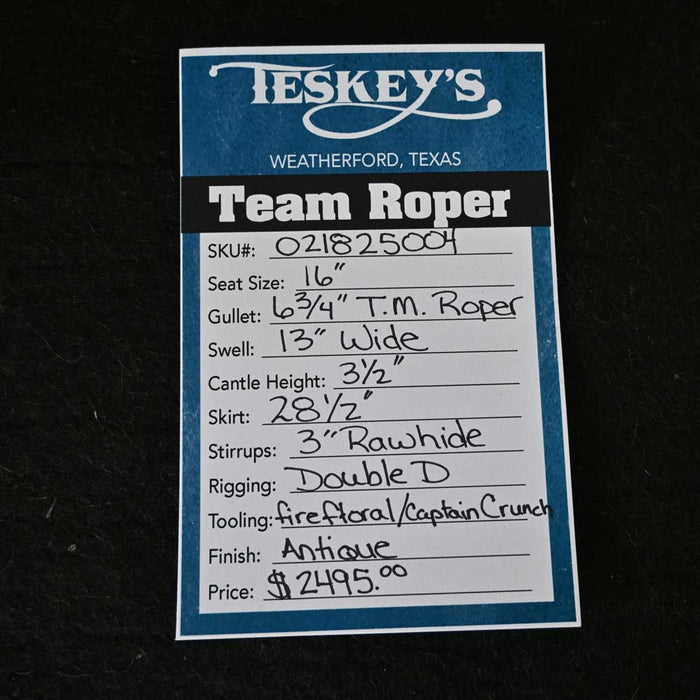 TESKEY'S
WEATHERFORD, TEXAS
Team Roper
SKU#: 021825004
Seat Size: 16"
Gullet: 6 3/4" T.M. Roper
Swell: 13" Wide
Cantle Height: 3 1/2"
Skirt: 28 1/2"
Stirrups: 3" Rawhide
Rigging: Double D
Tooling: firefloral/Captain Crunch
Finish: Antique
Price: $2495.00